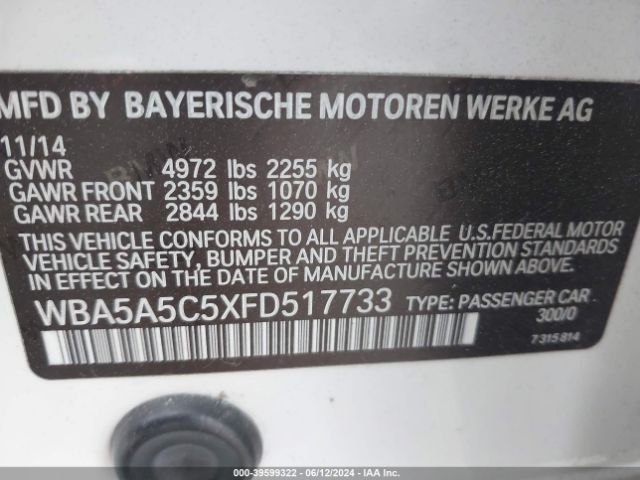 MFD BY BAYERISCHE MOTOREN WERKE AG
11/14
GVWR 4972 lbs 2255 kg
GAWR FRONT 2359 lbs 1070 kg
GAWR REAR 2844 lbs 1290 kg
THIS VEHICLE CONFORMS TO ALL APPLICABLE U.S.FEDERAL MOTOR
VEHICLE SAFETY, BUMPER AND THEFT PREVENTION STANDARDS
IN EFFECT ON THE DATE OF MANUFACTURE SHOWN ABOVE.
WBA5A5C5XFD517733 TYPE: PASSENGER CAR
300/0
7315814
000-39599322 - 06/12/2024 - IAA Inc.